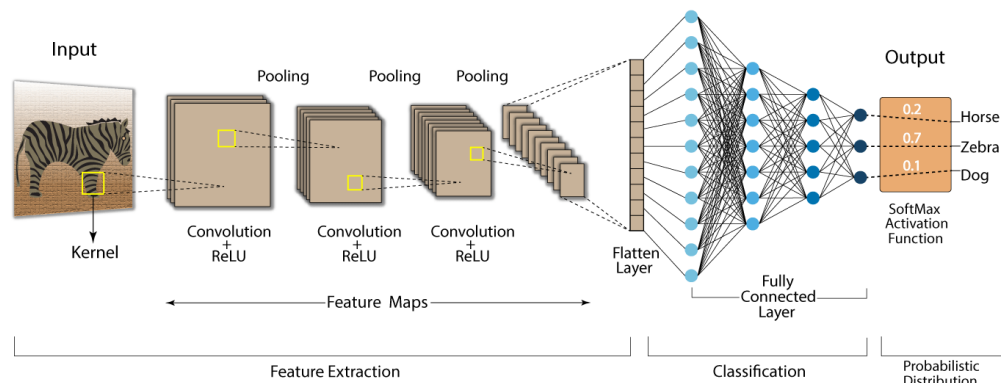 Input
Kernel
Pooling
Pooling
Pooling
Convolution
+
ReLU
Convolution
+
ReLU
Convolution
+
ReLU
Feature Maps
Flatten
Layer
Fully
Connected
Layer
Output
0.2
0.7
0.1
Horse
Zebra
Dog
SoftMax
Activation
Function
Feature Extraction
Classification
Probabilistic
Distribution